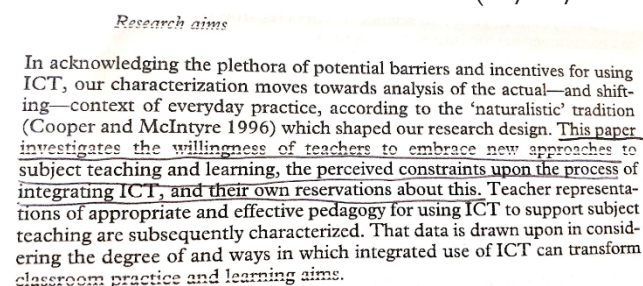 Research aims
In acknowledging the plethora of potential barriers and incentives for using
ICT, our characterization moves towards analysis of the actual—and shift-
ing—context of everyday practice, according to the ‘naturalistic’ tradition
(Cooper and McIntyre 1996) which shaped our research design. This paper
investigates the willingness of teachers to embrace new approaches to
subject teaching and learning, the perceived constraints upon the process of
integrating ICT, and their own reservations about this. Teacher representa-
tions of appropriate and effective pedagogy for using ICT to support subject
teaching are subsequently characterized. That data is drawn upon in consid-
ering the degree of and ways in which integrated use of ICT can transform
classroom practice and learning aims.